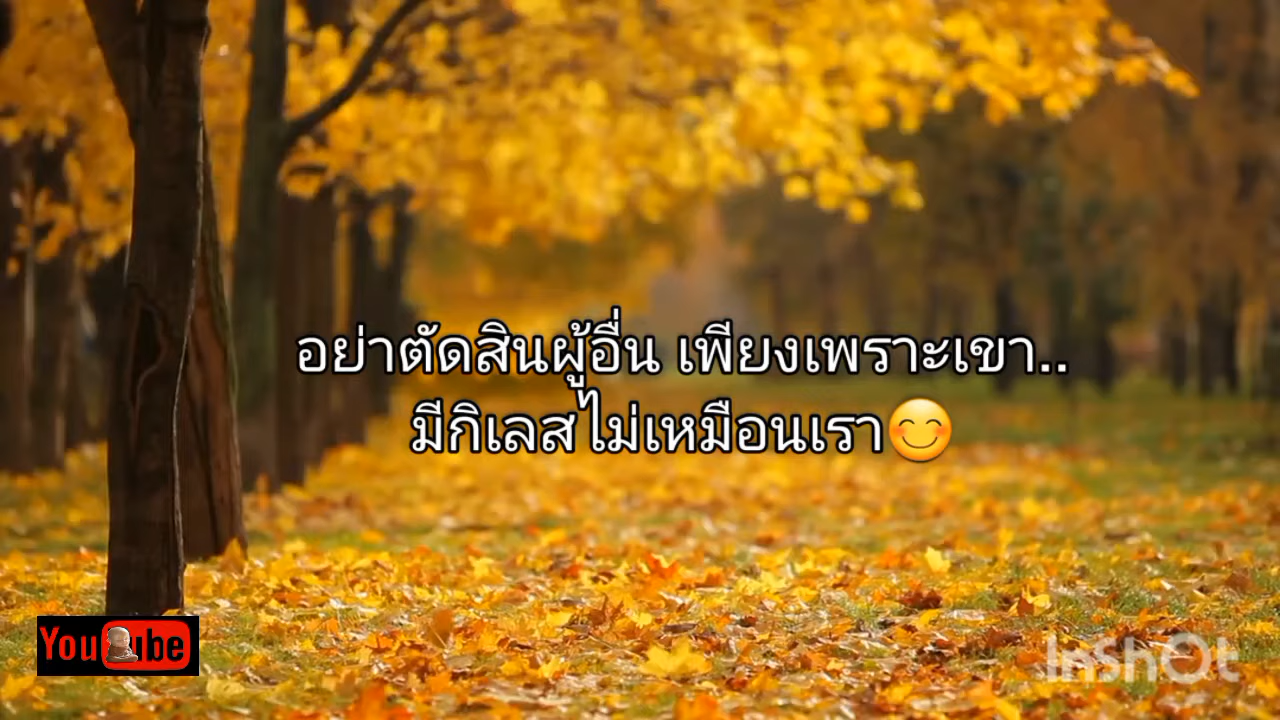 อย่าตัดสินผู้อื่น เพียงเพราะเขา..
มีกิเลสไม่เหมือนเรา😊
YouTube
InShOt